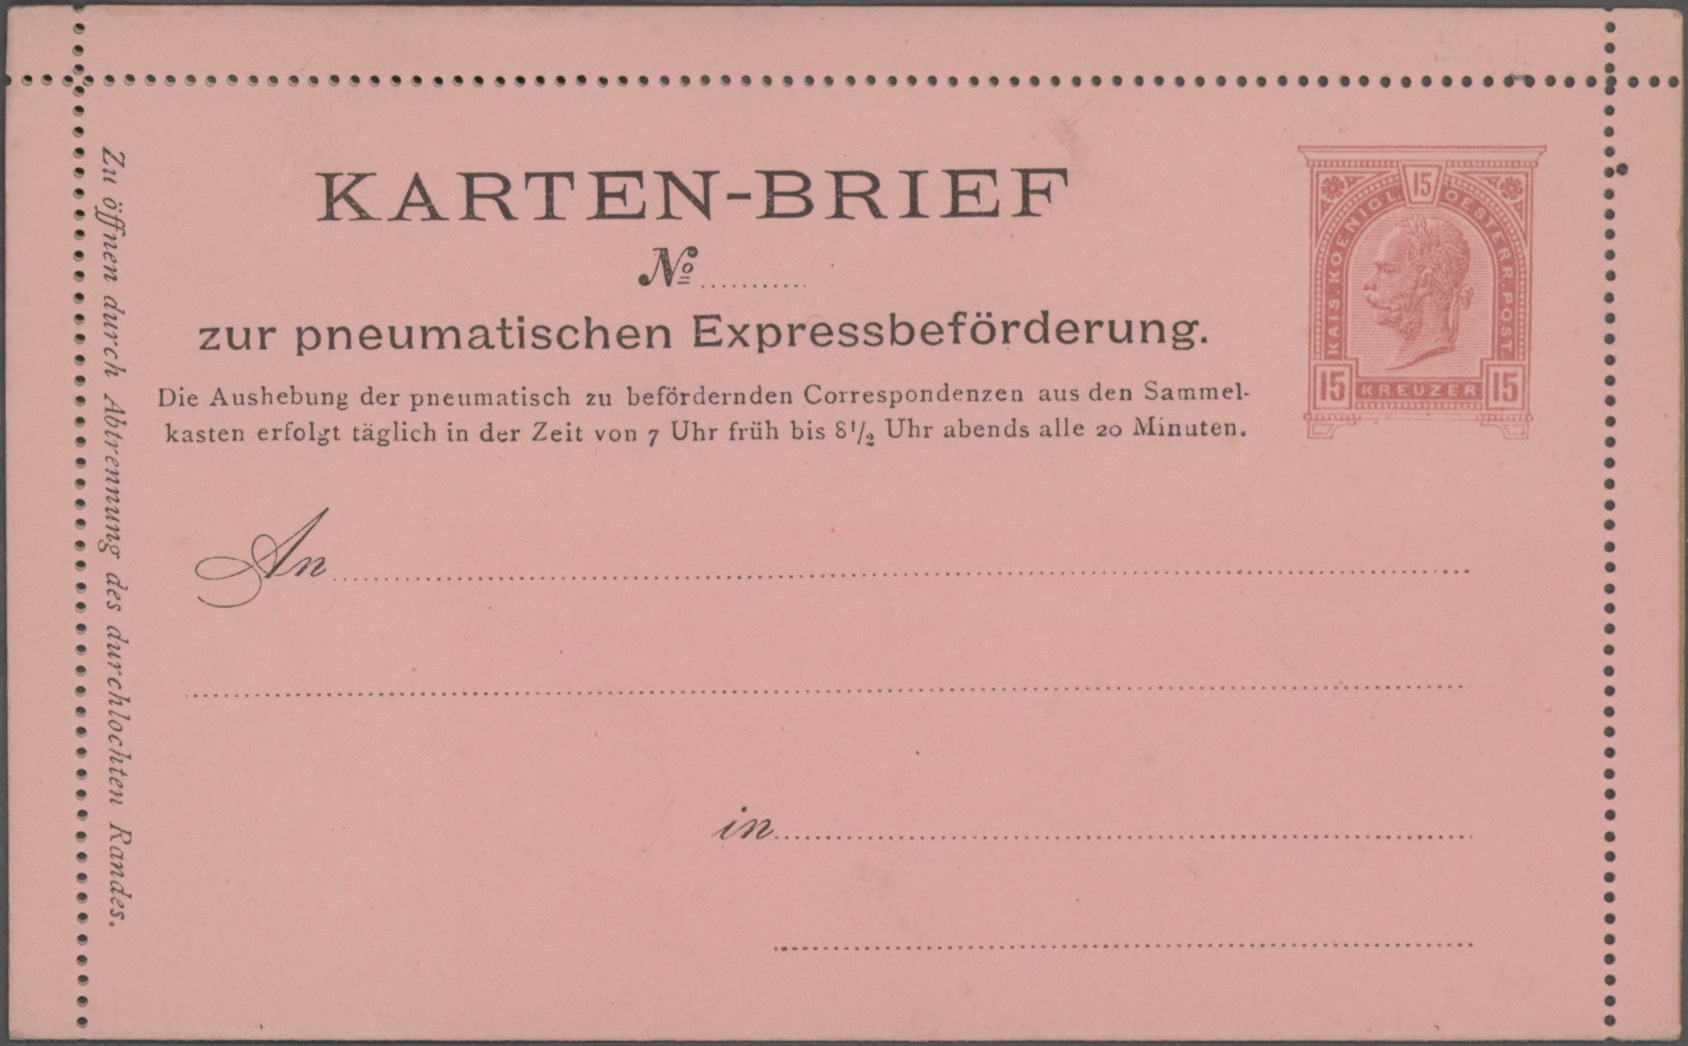 KARTEN-BRIEF
No
zur pneumatischen Expressbeförderung.
Die Aushebung der pneumatisch zu befördernden Correspondenzen aus den Sammel-
kasten erfolgt täglich in der Zeit von 7 Uhr früh bis 8½ Uhr abends alle 20 Minuten.
15
KAIS. KOENIGL. OESTERR. POST.
15 KREUZER 15
An
in
Zu öffnen durch Abtrennung des durchlochten Randes.